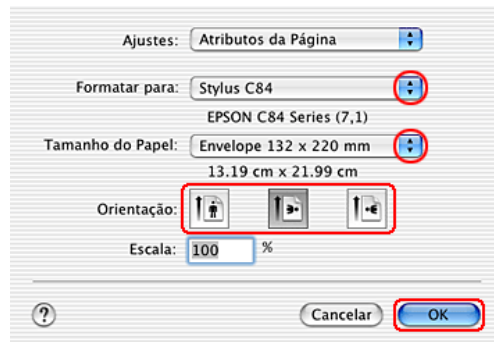 Ajustes: Atributos da Página
Formatar para: Stylus C84
EPSON C84 Series (7,1)
Tamanho do Papel: Envelope 132 x 220 mm
13.19 cm x 21.99 cm
Orientação:
Escala: 100 %
? Cancelar OK